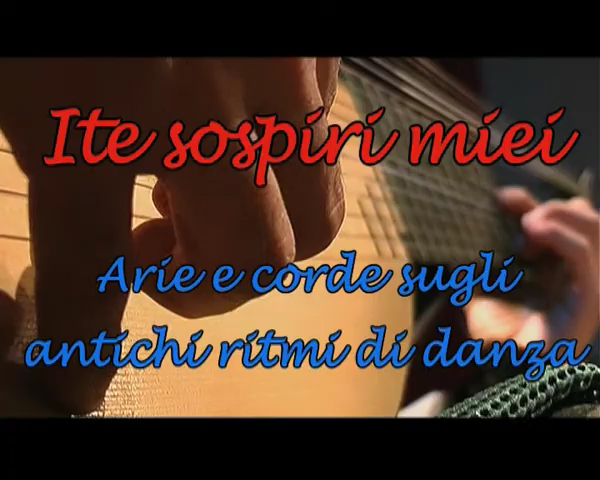 Ite sospiri miei
Arie e corde sugli
antichi ritmi di danza